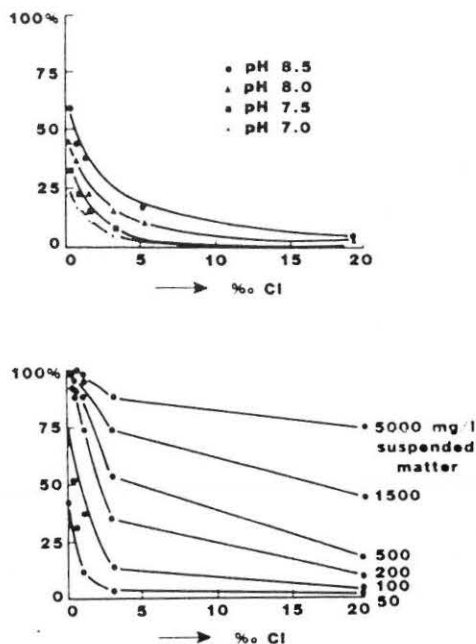 100%
75
50
25
0
• pH 8.5
▴ pH 8.0
▪ pH 7.5
· pH 7.0
0 5 10 15 20
→ ‰ Cl
100%
75
50
25
5000 mg/l
suspended
matter
1500
500
200
100
50
0 5 10 15 20
→ ‰ Cl